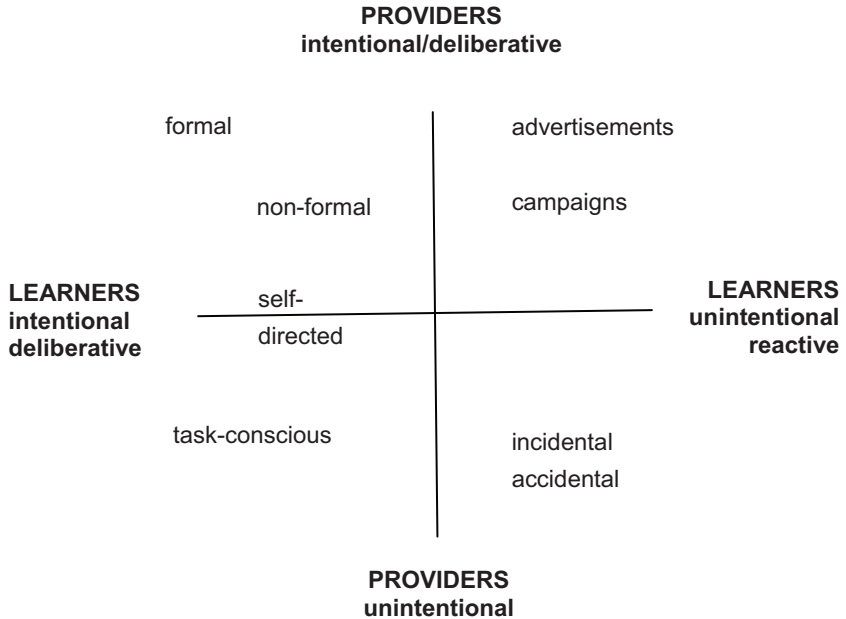 PROVIDERS
intentional/deliberative
formal
advertisements
non-formal
campaigns
LEARNERS
intentional
deliberative
self-
directed
LEARNERS
unintentional
reactive
task-conscious
incidental
accidental
PROVIDERS
unintentional